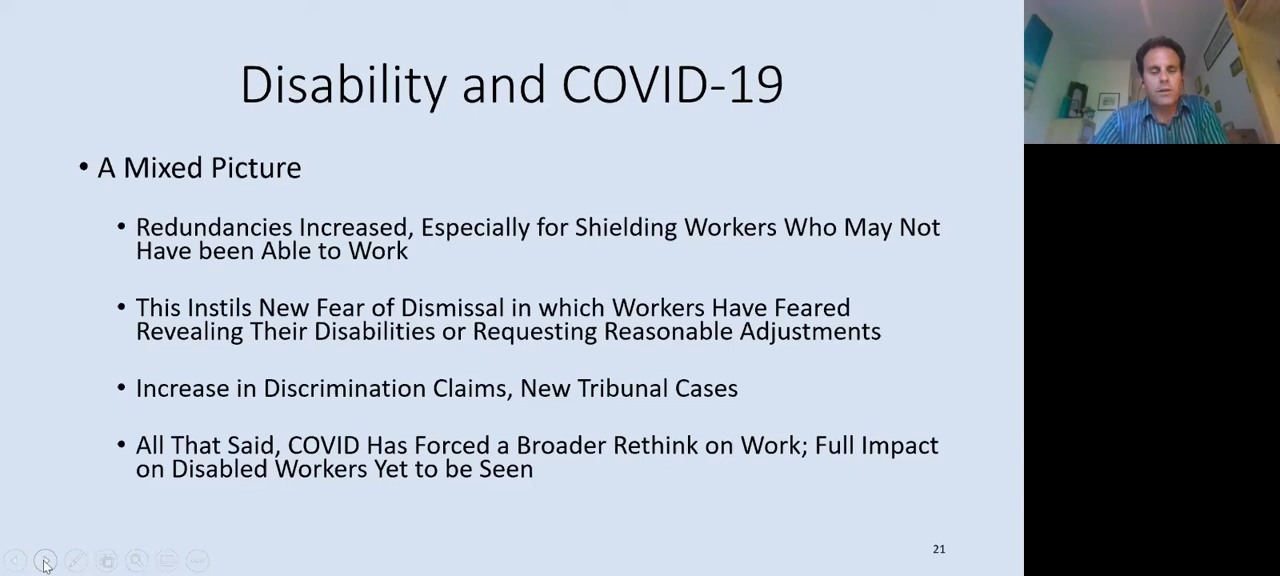 Disability and COVID-19
• A Mixed Picture
• Redundancies Increased, Especially for Shielding Workers Who May Not
Have been Able to Work
• This Instils New Fear of Dismissal in which Workers Have Feared
Revealing Their Disabilities or Requesting Reasonable Adjustments
• Increase in Discrimination Claims, New Tribunal Cases
• All That Said, COVID Has Forced a Broader Rethink on Work; Full Impact
on Disabled Workers Yet to be Seen
21